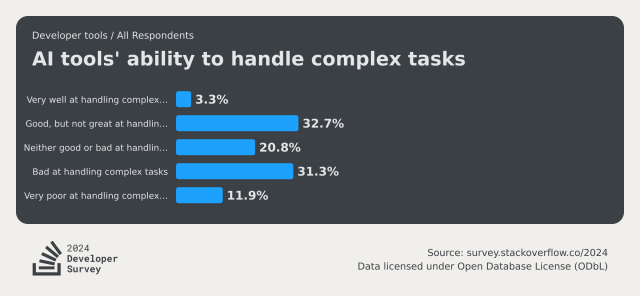 Developer tools / All Respondents
AI tools' ability to handle complex tasks
Very well at handling complex... 3.3%
Good, but not great at handlin... 32.7%
Neither good or bad at handlin... 20.8%
Bad at handling complex tasks 31.3%
Very poor at handling complex... 11.9%
2024
Developer
Survey
Source: survey.stackoverflow.co/2024
Data licensed under Open Database License (ODbL)